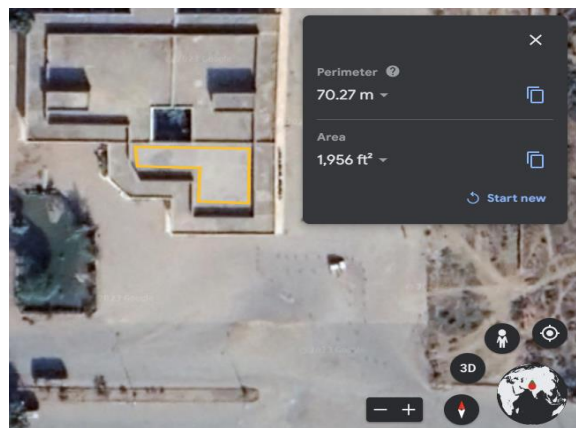 Perimeter
70.27 m
Area
1,956 ft²
Start new
3D